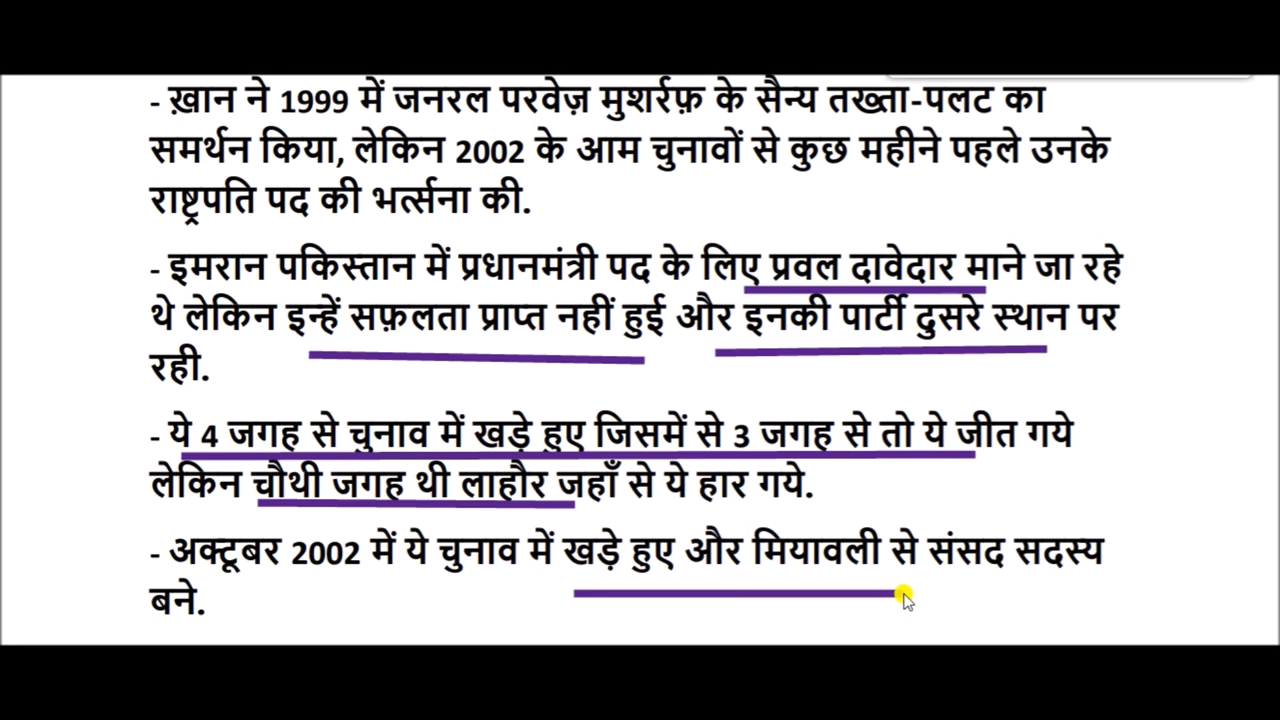 - ख़ान ने 1999 में जनरल परवेज़ मुशर्रफ़ के सैन्य तख्ता-पलट का
समर्थन किया, लेकिन 2002 के आम चुनावों से कुछ महीने पहले उनके
राष्ट्रपति पद की भर्त्सना की.
- इमरान पकिस्तान में प्रधानमंत्री पद के लिए प्रवल दावेदार माने जा रहे
थे लेकिन इन्हें सफ़लता प्राप्त नहीं हुई और इनकी पार्टी दुसरे स्थान पर
रही.
- ये 4 जगह से चुनाव में खड़े हुए जिसमें से 3 जगह से तो ये जीत गये
लेकिन चौथी जगह थी लाहौर जहाँ से ये हार गये.
- अक्टूबर 2002 में ये चुनाव में खड़े हुए और मियावली से संसद सदस्य
बने.